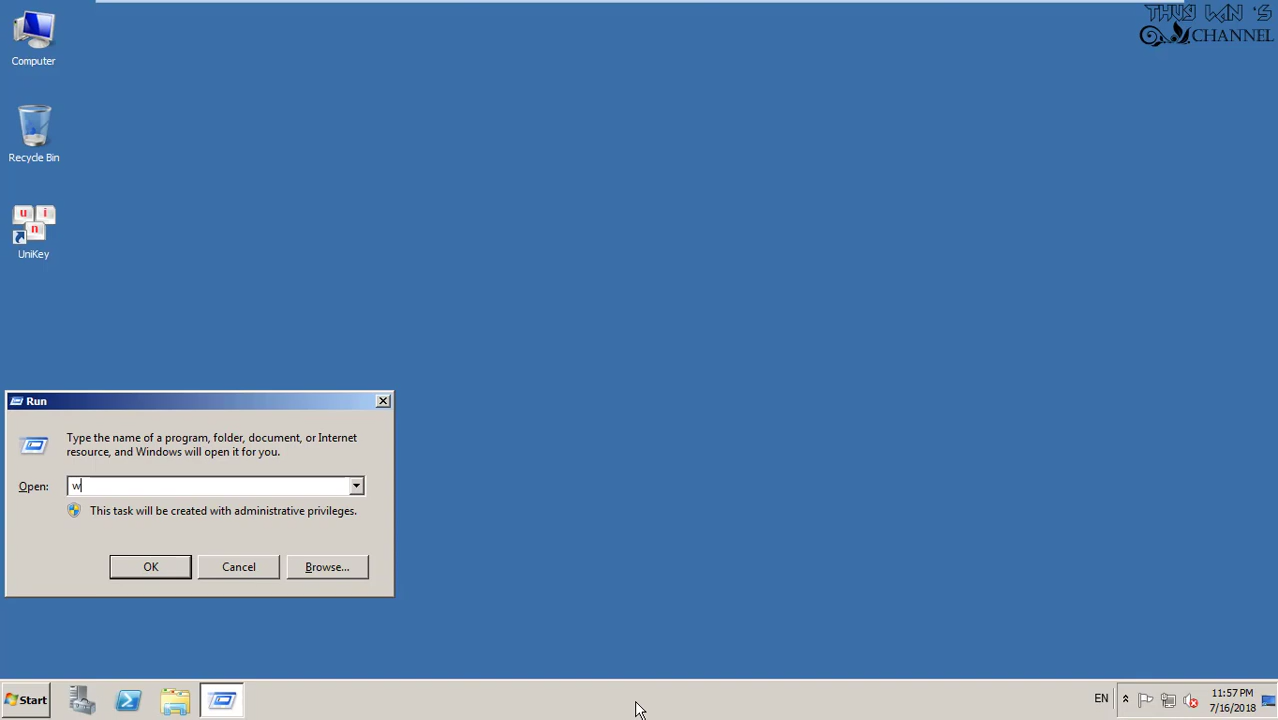 THUY WIN 'S
CHANNEL
Computer
Recycle Bin
u i
n
UniKey
Run
Type the name of a program, folder, document, or Internet
resource, and Windows will open it for you.
Open: w
This task will be created with administrative privileges.
OK Cancel Browse...
Start
EN
11:57 PM
7/16/2018